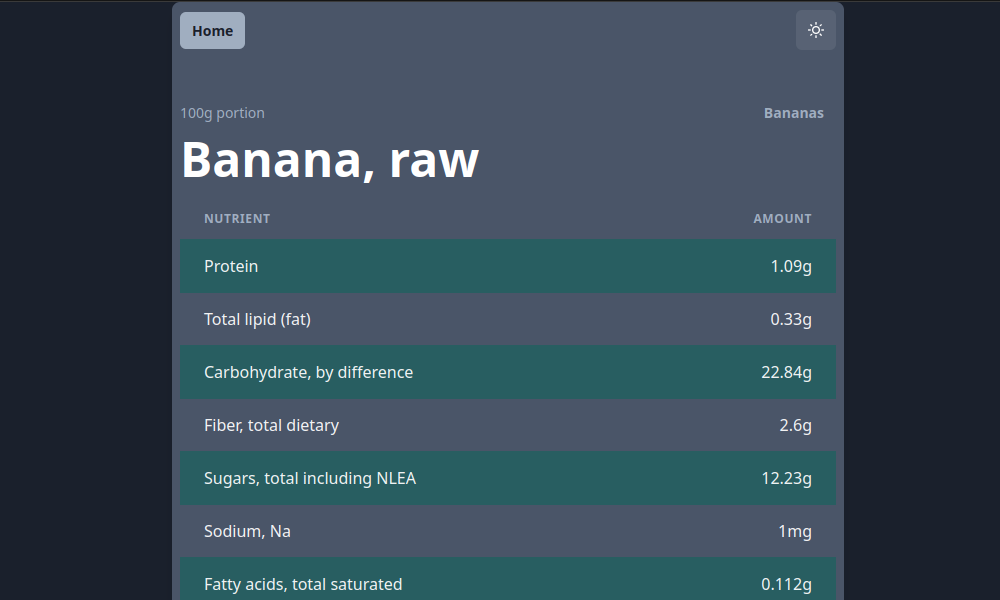 Home
100g portion Bananas
Banana, raw
NUTRIENT AMOUNT
Protein 1.09g
Total lipid (fat) 0.33g
Carbohydrate, by difference 22.84g
Fiber, total dietary 2.6g
Sugars, total including NLEA 12.23g
Sodium, Na 1mg
Fatty acids, total saturated 0.112g